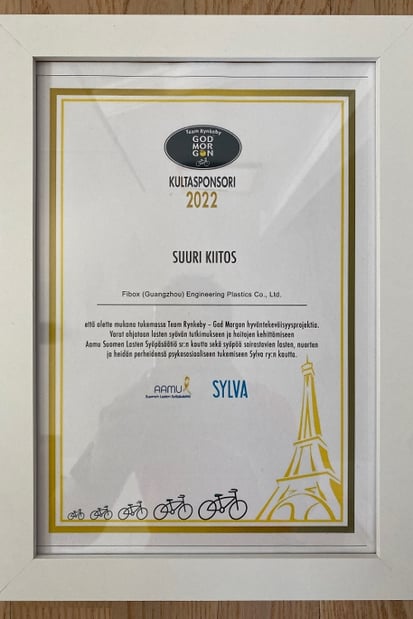 Team Rynkeby
GOD
MOR
GON
KULTASPONSORI
2022
SUURI KIITOS
Fibox (Guangzhou) Engineering Plastics Co., Ltd.
että olette mukana tukemassa Team Rynkeby – God Morgon hyväntekeväisyysprojektia.
Varat ohjataan lasten syövän tutkimukseen ja hoitojen kehittämiseen
Aamu Suomen Lasten Syöpäsäätiö sr:n kautta sekä syöpää sairastavien lasten, nuorten
ja heidän perheidensä psykososiaaliseen tukemiseen Sylva ry:n kautta.
AAMU
Suomen Lasten Syöpäsäätiö
SYLVA